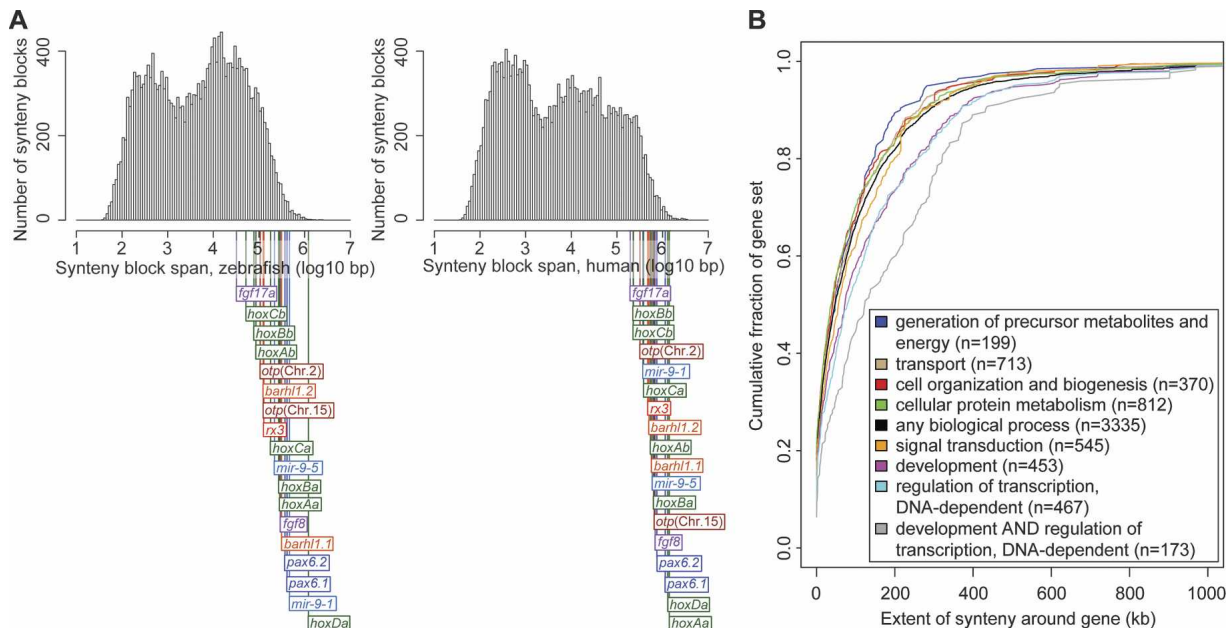 A
Number of synteny blocks
400
200
0
1 2 3 4 5 6 7
Synteny block span, zebrafish (log10 bp)
fgf17a
hoxCb
hoxBb
hoxAb
otp(Chr.2)
barhl1.2
otp(Chr.15)
rx3
hoxCa
mir-9-5
hoxBa
hoxAa
fgf8
barhl1.1
pax6.2
pax6.1
mir-9-1
hoxDa
Number of synteny blocks
400
200
0
1 2 3 4 5 6 7
Synteny block span, human (log10 bp)
fgf17a
hoxBb
hoxCb
otp(Chr.2)
mir-9-1
hoxCa
rx3
barhl1.2
hoxAb
barhl1.1
mir-9-5
hoxBa
otp(Chr.15)
fgf8
pax6.2
pax6.1
hoxDa
hoxAa
B
Cumulative frraction of gene set
1.0
0.8
0.6
0.4
0.2
0.0
generation of precursor metabolites and
energy (n=199)
transport (n=713)
cell organization and biogenesis (n=370)
cellular protein metabolism (n=812)
any biological process (n=3335)
signal transduction (n=545)
development (n=453)
regulation of transcription,
DNA-dependent (n=467)
development AND regulation of
transcription, DNA-dependent (n=173)
0 200 400 600 800 1000
Extent of synteny around gene (kb)